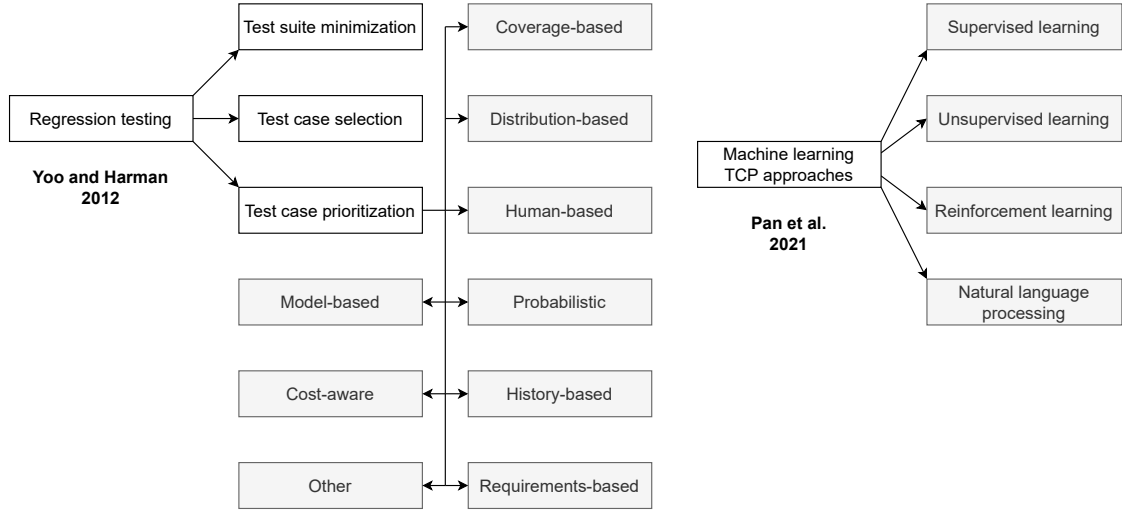 Test suite minimization
Coverage-based
Regression testing
Test case selection
Distribution-based
Yoo and Harman
2012
Test case prioritization
Human-based
Model-based
Probabilistic
Cost-aware
History-based
Other
Requirements-based
Supervised learning
Unsupervised learning
Machine learning
TCP approaches
Reinforcement learning
Pan et al.
2021
Natural language
processing